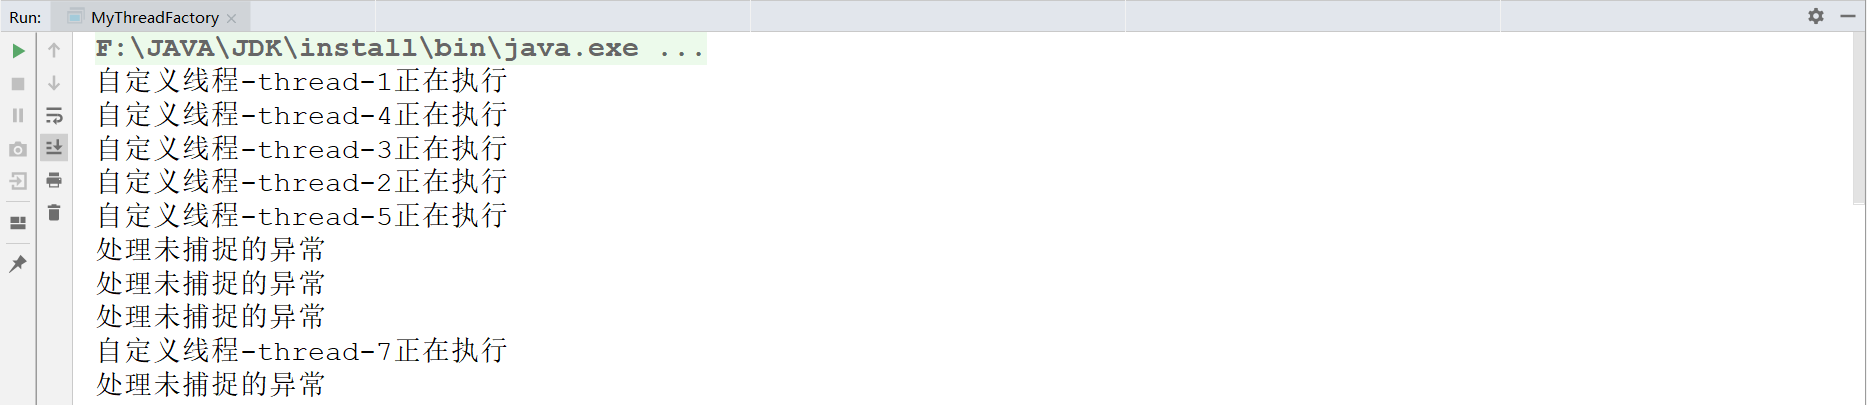 Run: MyThreadFactory
F:\JAVA\JDK\install\bin\java.exe ...
自定义线程-thread-1正在执行
自定义线程-thread-4正在执行
自定义线程-thread-3正在执行
自定义线程-thread-2正在执行
自定义线程-thread-5正在执行
处理未捕捉的异常
处理未捕捉的异常
处理未捕捉的异常
自定义线程-thread-7正在执行
处理未捕捉的异常